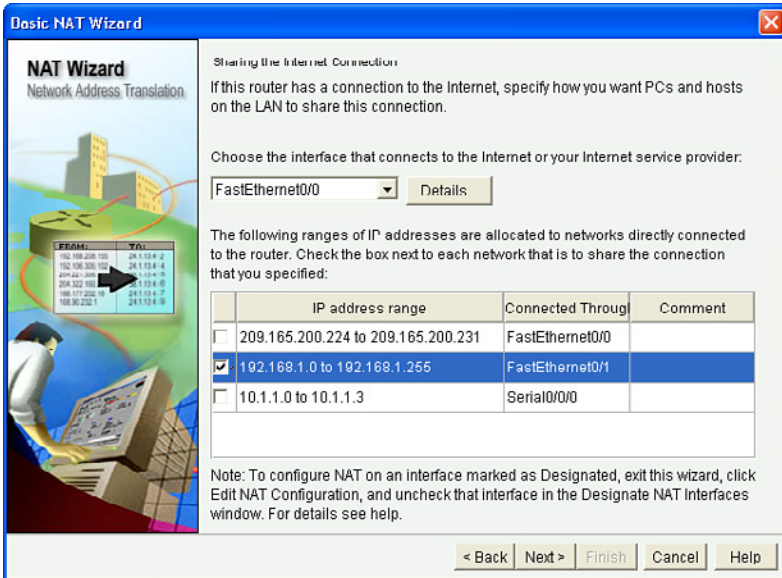 Basic NAT Wizard
NAT Wizard
Network Address Translation
FROM:
TO:
Sharing the Internet Connection
If this router has a connection to the Internet, specify how you want PCs and hosts
on the LAN to share this connection.
Choose the interface that connects to the Internet or your Internet service provider:
FastEthernet0/0
Details
The following ranges of IP addresses are allocated to networks directly connected
to the router. Check the box next to each network that is to share the connection
that you specified:
IP address range Connected Througl Comment
209.165.200.224 to 209.165.200.231 FastEthernet0/0
192.168.1.0 to 192.168.1.255 FastEthernet0/1
10.1.1.0 to 10.1.1.3 Serial0/0/0
Note: To configure NAT on an interface marked as Designated, exit this wizard, click
Edit NAT Configuration, and uncheck that interface in the Designate NAT Interfaces
window. For details see help.
< Back Next > Finish Cancel Help